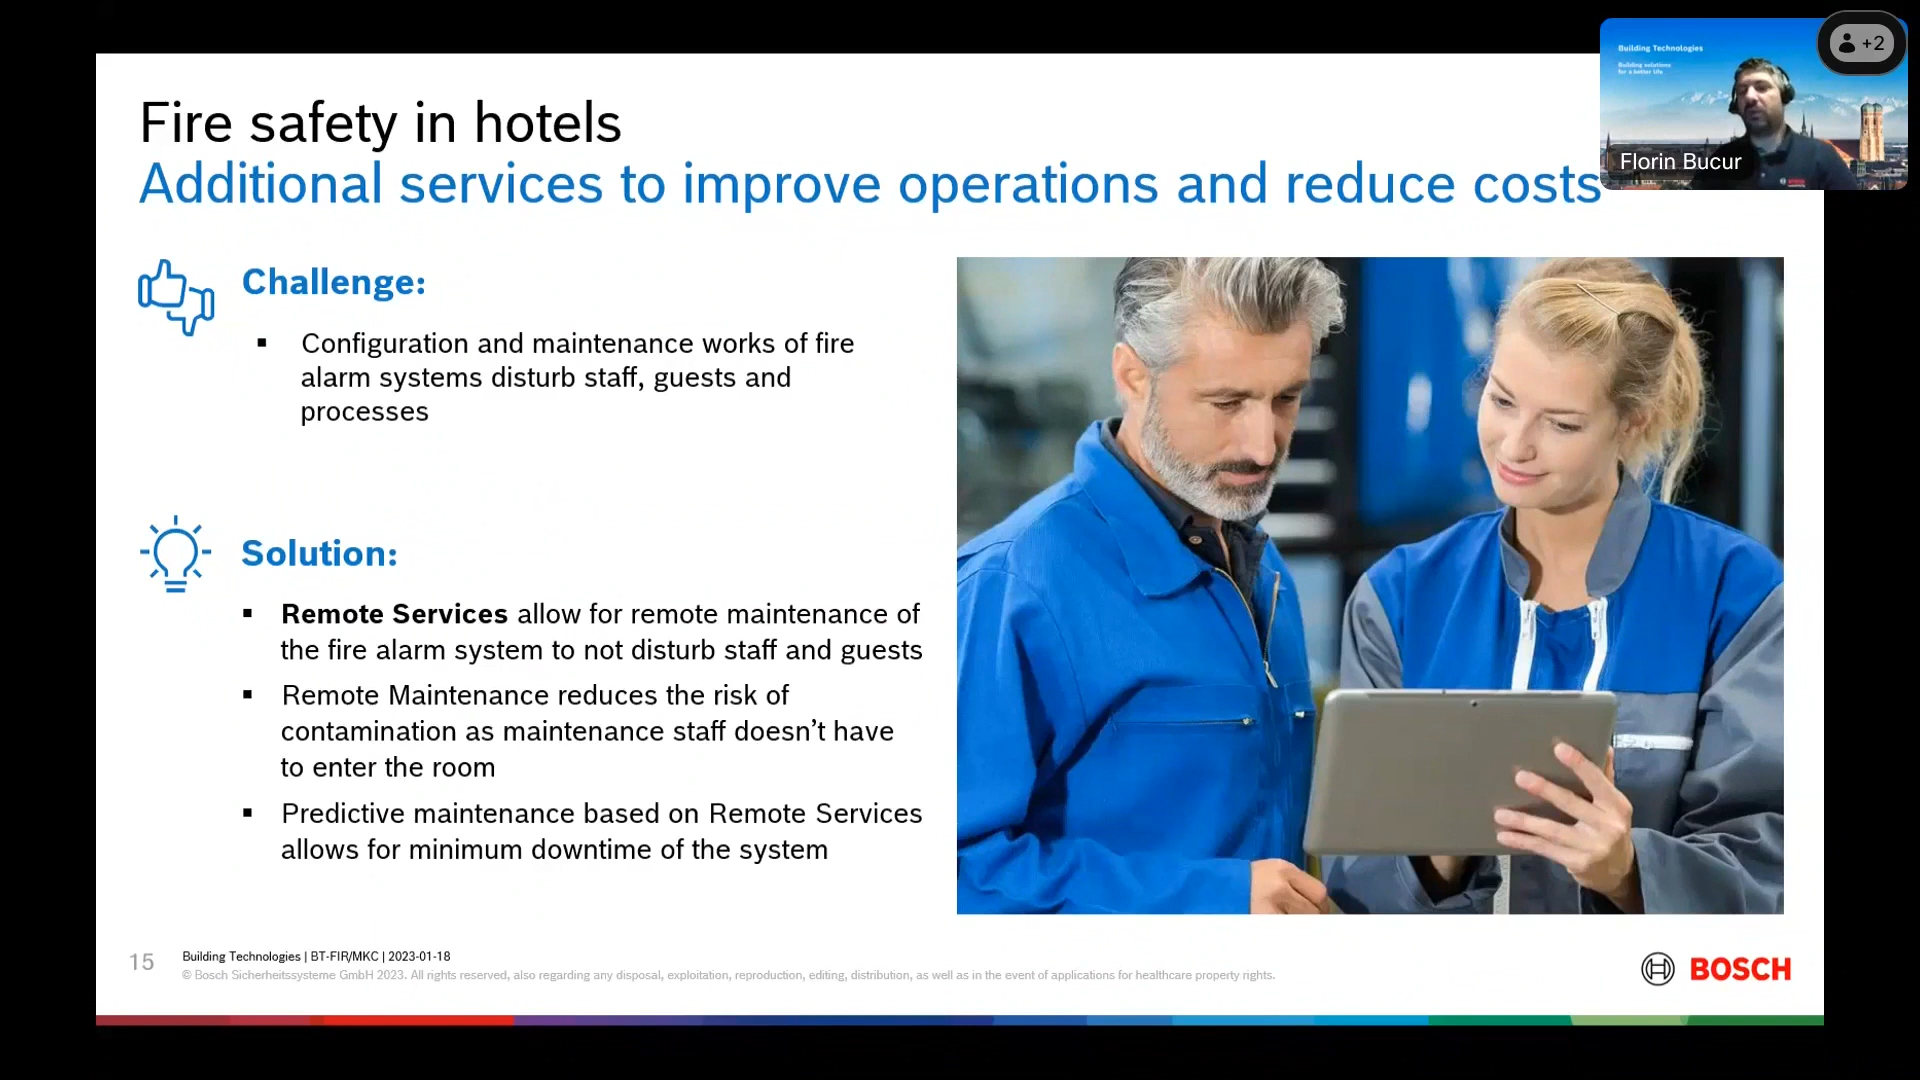 Building Technologies
Building solutions
for a better life
+2
Florin Bucur
Fire safety in hotels
Additional services to improve operations and reduce costs
Challenge:
▪ Configuration and maintenance works of fire
alarm systems disturb staff, guests and
processes
Solution:
▪ Remote Services allow for remote maintenance of
the fire alarm system to not disturb staff and guests
▪ Remote Maintenance reduces the risk of
contamination as maintenance staff doesn’t have
to enter the room
▪ Predictive maintenance based on Remote Services
allows for minimum downtime of the system
15
Building Technologies | BT-FIR/MKC | 2023-01-18
© Bosch Sicherheitssysteme GmbH 2023. All rights reserved, also regarding any disposal, exploitation, reproduction, editing, distribution, as well as in the event of applications for healthcare property rights.
BOSCH